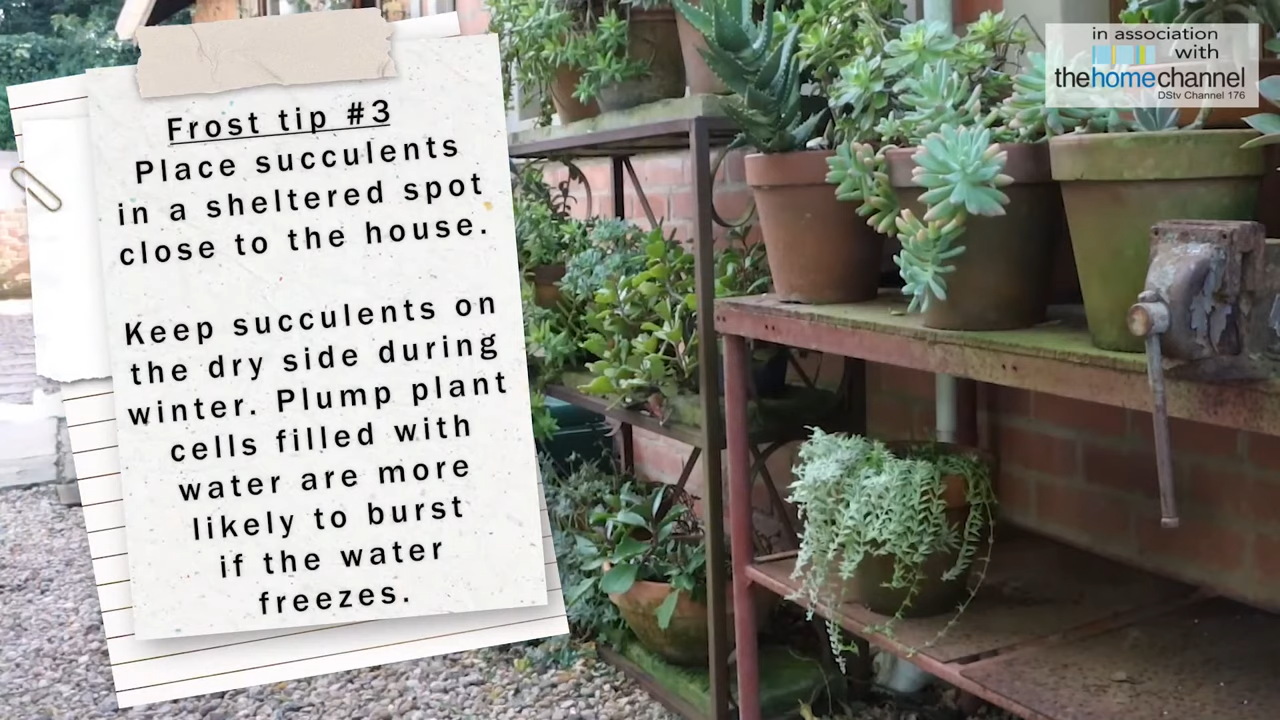 Frost tip #3
Place succulents
in a sheltered spot
close to the house.
Keep succulents on
the dry side during
winter. Plump plant
cells filled with
water are more
likely to burst
if the water
freezes.
in association
with
thehomechannel
DStv Channel 176